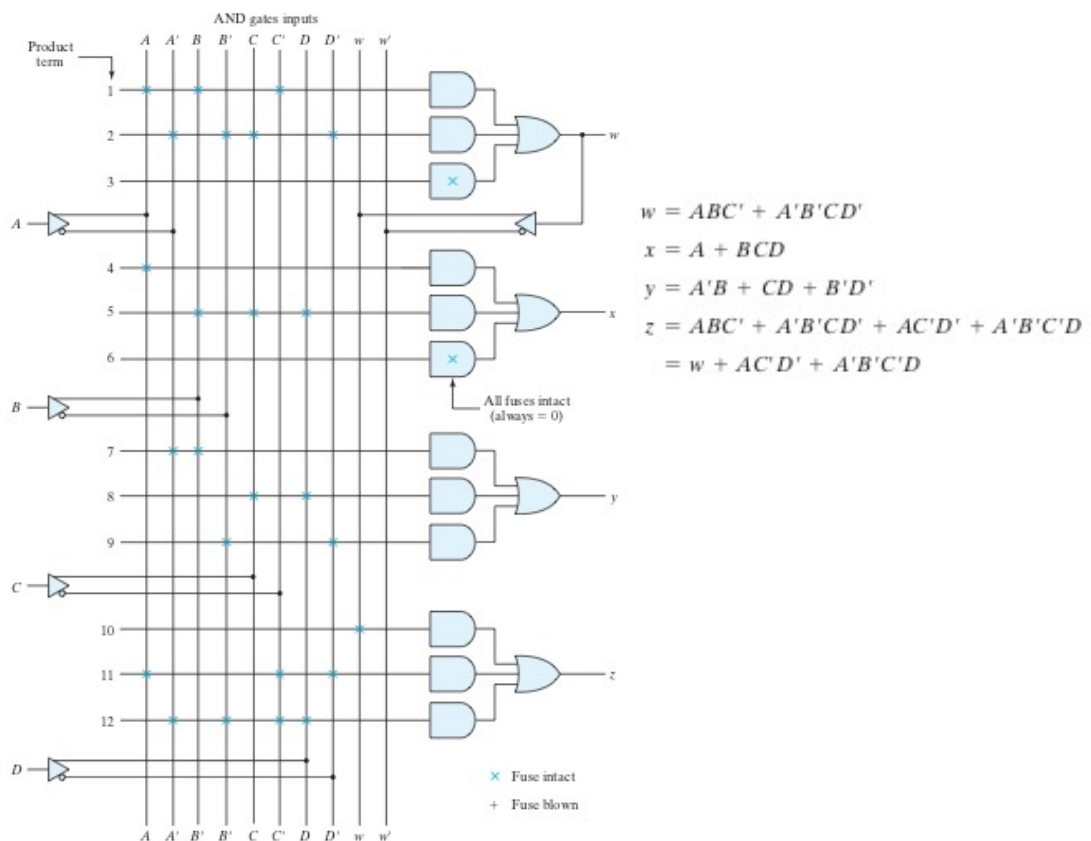 AND gates inputs
Product
term
A A' B B' C C' D D' w w'
1
2
w
3
A
w = ABC' + A'B'CD'
x = A + BCD
4
y = A'B + CD + B'D'
5
x
z = ABC' + A'B'CD' + AC'D' + A'B'C'D
6
= w + AC'D' + A'B'C'D
B
All fuses intact
(always = 0)
7
8
y
9
C
10
11
z
12
D
× Fuse intact
+ Fuse blown
A A' B' B' C C' D D' w w'